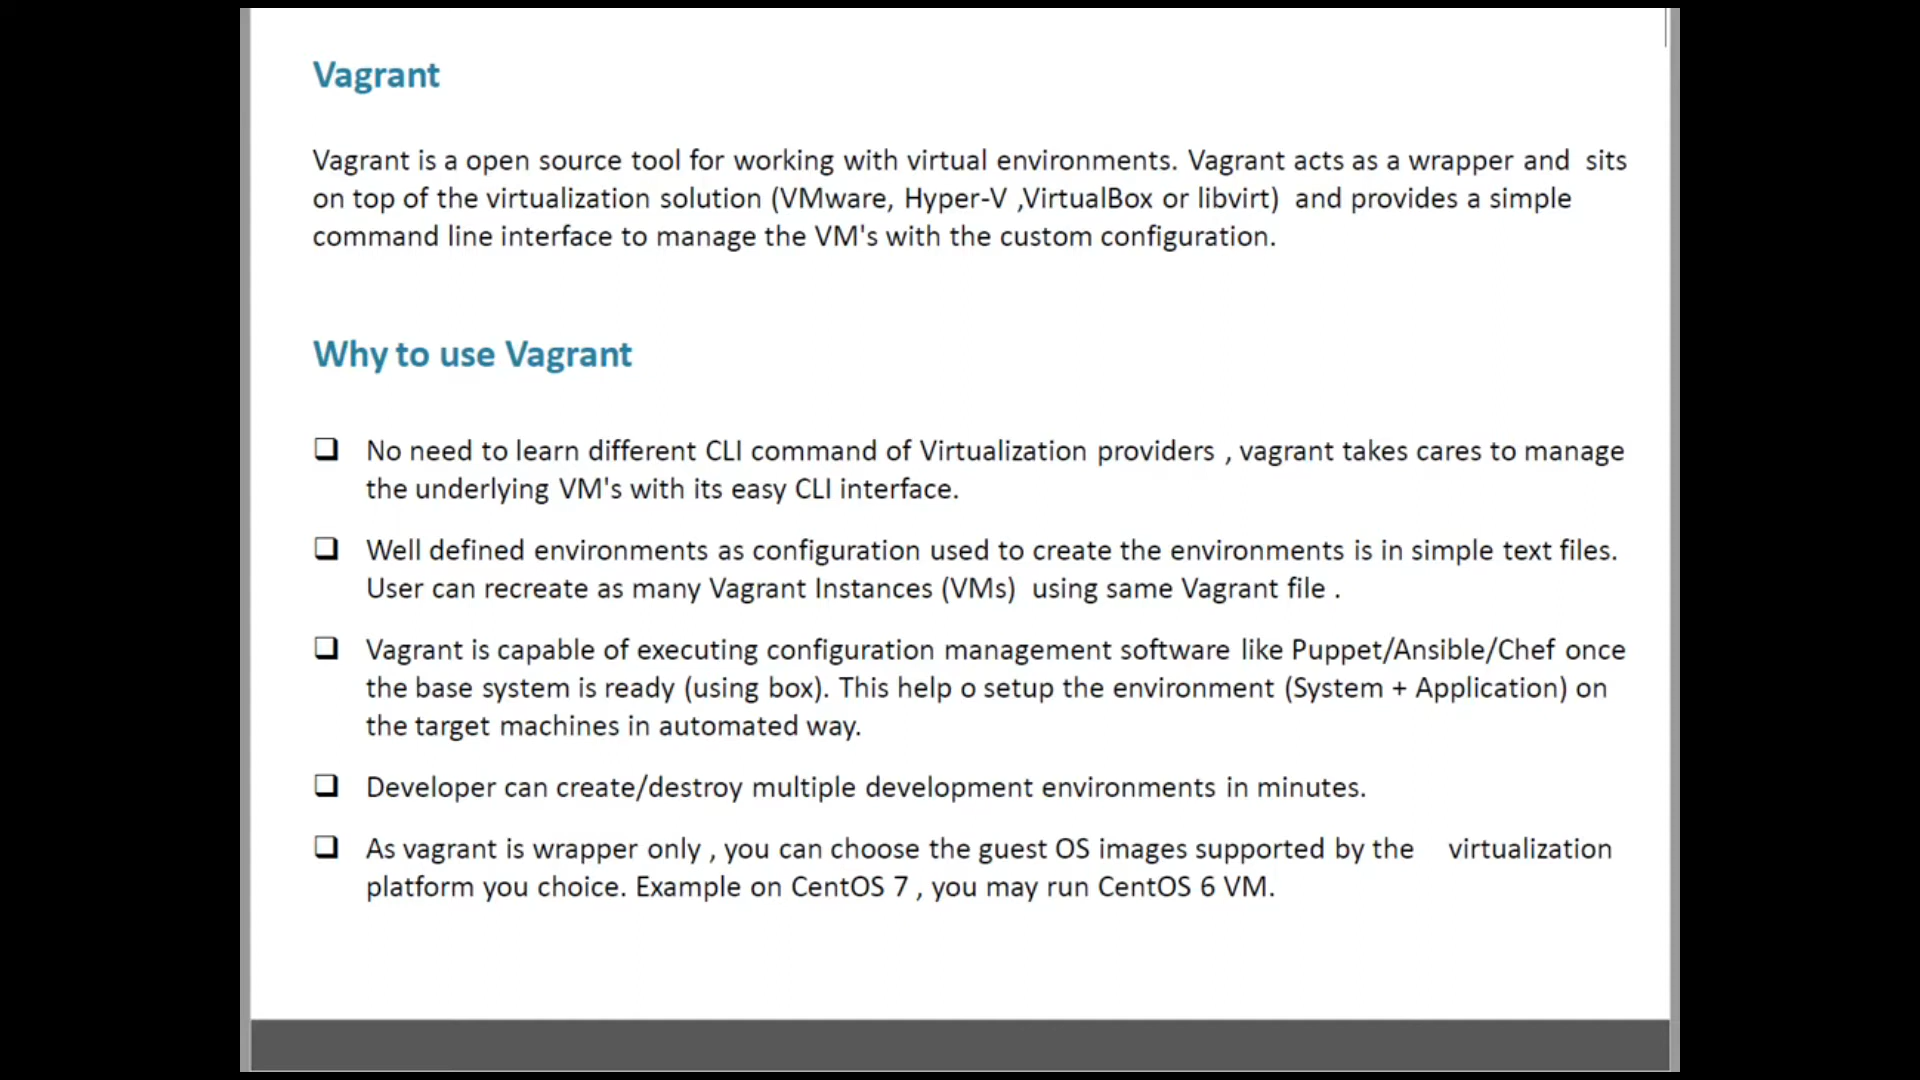 Vagrant
Vagrant is a open source tool for working with virtual environments. Vagrant acts as a wrapper and  sits
on top of the virtualization solution (VMware, Hyper-V ,VirtualBox or libvirt)  and provides a simple
command line interface to manage the VM's with the custom configuration.
Why to use Vagrant
❑ No need to learn different CLI command of Virtualization providers , vagrant takes cares to manage
the underlying VM's with its easy CLI interface.
❑ Well defined environments as configuration used to create the environments is in simple text files.
User can recreate as many Vagrant Instances (VMs)  using same Vagrant file .
❑ Vagrant is capable of executing configuration management software like Puppet/Ansible/Chef once
the base system is ready (using box). This help o setup the environment (System + Application) on
the target machines in automated way.
❑ Developer can create/destroy multiple development environments in minutes.
❑ As vagrant is wrapper only , you can choose the guest OS images supported by the    virtualization
platform you choice. Example on CentOS 7 , you may run CentOS 6 VM.